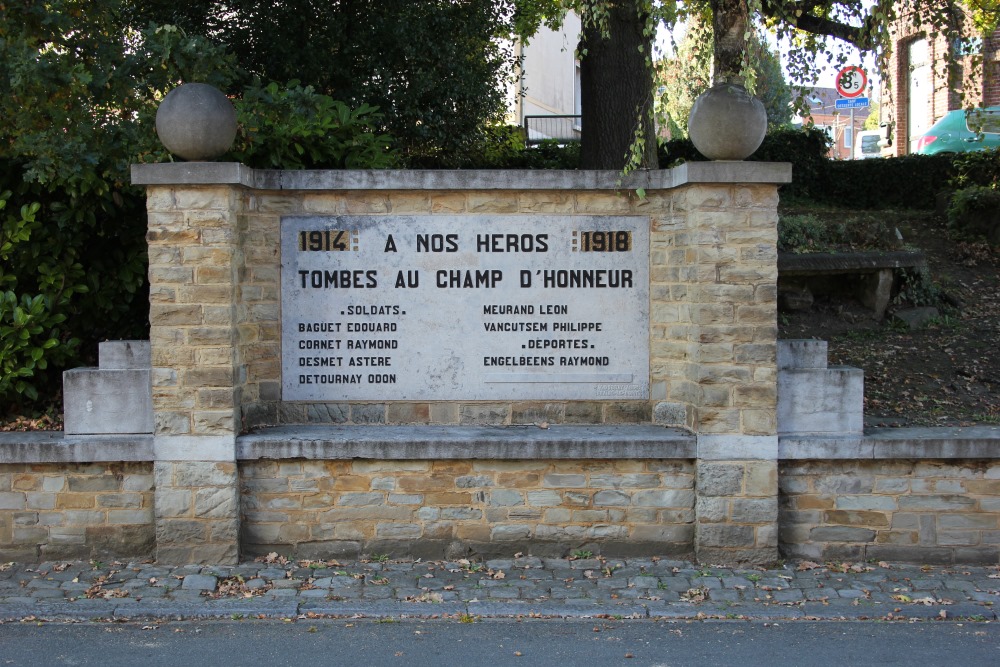 1914 A NOS HEROS 1918
TOMBES AU CHAMP D'HONNEUR
.SOLDATS.
BAGUET EDOUARD
CORNET RAYMOND
DESMET ASTERE
DETOURNAY ODON
MEURAND LEON
VANCUTSEM PHILIPPE
.DÉPORTES.
ENGELBEENS RAYMOND